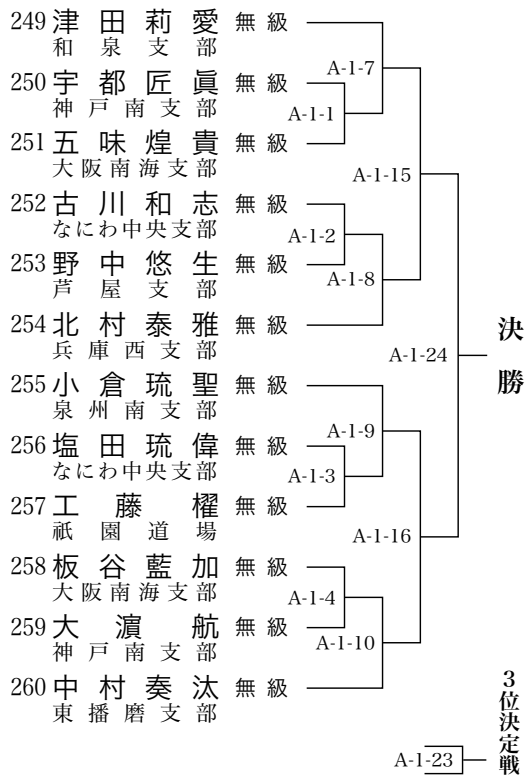 249 津田莉愛 無級
和泉支部
A-1-7
250 宇都匠眞 無級
神戸南支部
A-1-1
251 五味煌貴 無級
大阪南海支部
A-1-15
252 古川和志 無級
なにわ中央支部
A-1-2
253 野中悠生 無級
芦屋支部
A-1-8
254 北村泰雅 無級
兵庫西支部
決勝
A-1-24
255 小倉琉聖 無級
泉州南支部
A-1-9
256 塩田琉偉 無級
なにわ中央支部
A-1-3
257 工藤櫂 無級
祇園道場
A-1-16
258 板谷藍加 無級
大阪南海支部
A-1-4
259 大濵航 無級
神戸南支部
A-1-10
260 中村奏汰 無級
東播磨支部
3位決定戦
A-1-23